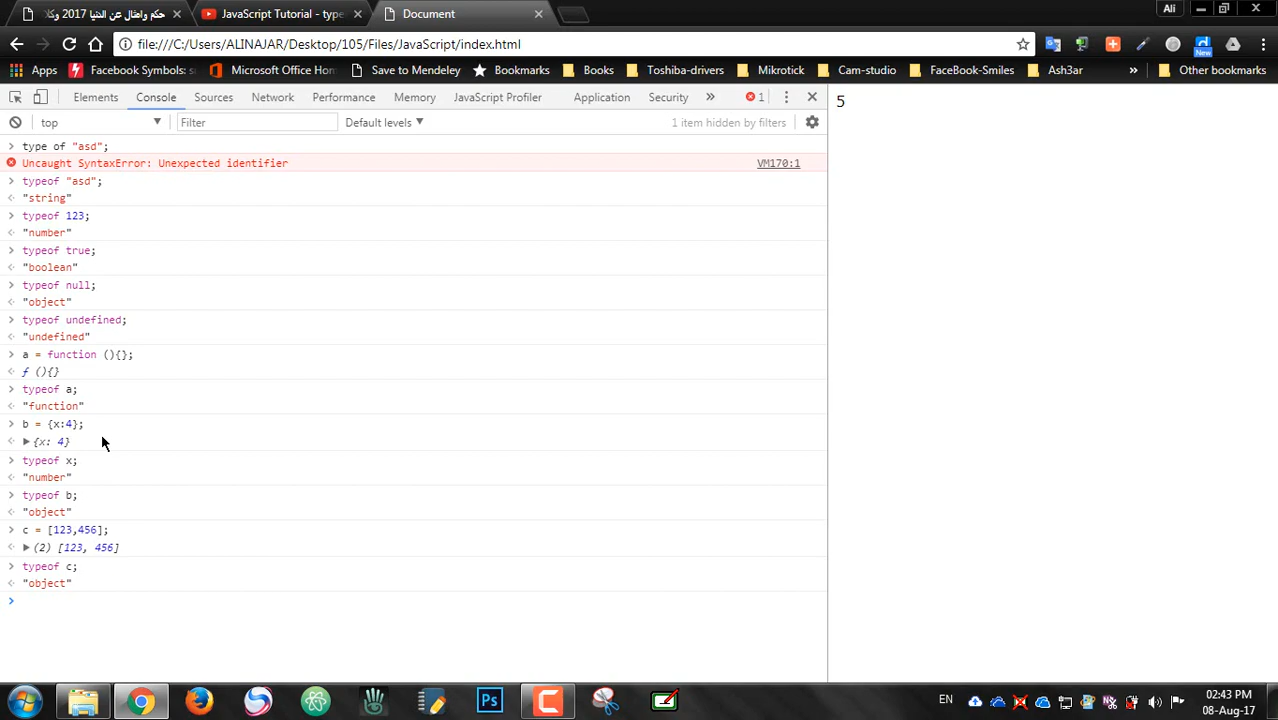 حكم وامثال عن الدنيا 2017 وكا
JavaScript Tutorial - type
Document
Ali
file:///C:/Users/ALINAJAR/Desktop/105/Files/JavaScript/index.html
Apps
Facebook Symbols: s
Microsoft Office Hom
Save to Mendeley
Bookmarks
Books
Toshiba-drivers
Mikrotick
Cam-studio
FaceBook-Smiles
Ash3ar
»
Other bookmarks
New
Elements
Console
Sources
Network
Performance
Memory
JavaScript Profiler
Application
Security
»
1
top
Filter
Default levels
1 item hidden by filters
5
> type of "asd";
Uncaught SyntaxError: Unexpected identifier VM170:1
> typeof "asd";
"string"
> typeof 123;
"number"
> typeof true;
"boolean"
> typeof null;
"object"
> typeof undefined;
"undefined"
> a = function (){};
ƒ (){}
> typeof a;
"function"
> b = {x:4};
{x: 4}
> typeof x;
"number"
> typeof b;
"object"
> c = [123,456];
(2) [123, 456]
> typeof c;
"object"
>
Ps
EN
02:43 PM
08-Aug-17